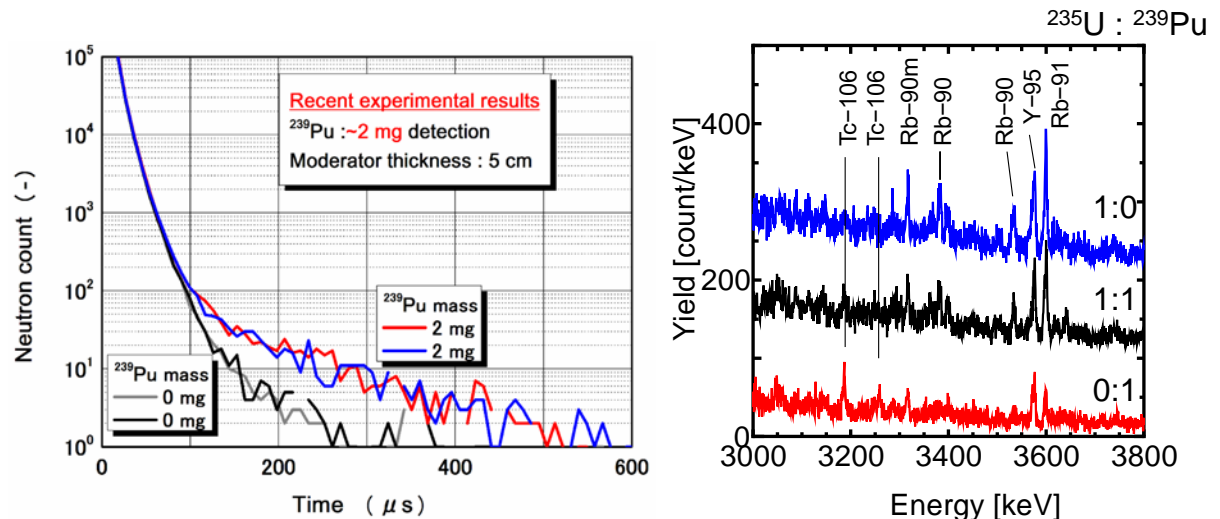 Recent experimental results
²³⁹Pu :~2 mg detection
Moderator thickness : 5 cm
²³⁹Pu mass
2 mg
2 mg
²³⁹Pu mass
0 mg
0 mg
Neutron count (-)
10⁵
10⁴
10³
10²
10¹
10⁰
0
200
400
600
Time ( μs)
²³⁵U : ²³⁹Pu
Tc-106
Tc-106
Rb-90m
Rb-90
Rb-90
Y-95
Rb-91
1:0
1:1
0:1
Yield [count/keV]
400
200
0
3000
3200
3400
3600
3800
Energy [keV]